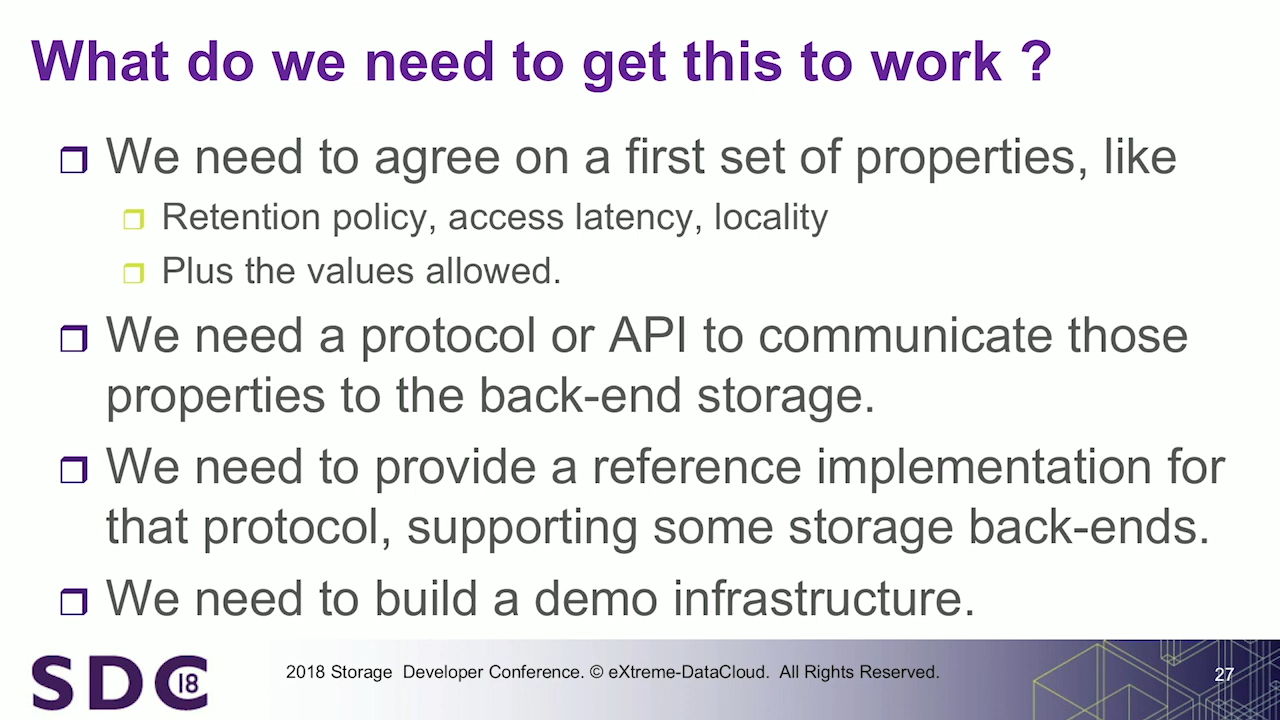 What do we need to get this to work ?
We need to agree on a first set of properties, like
Retention policy, access latency, locality
Plus the values allowed.
We need a protocol or API to communicate those
properties to the back-end storage.
We need to provide a reference implementation for
that protocol, supporting some storage back-ends.
We need to build a demo infrastructure.
SDC 18
2018 Storage  Developer Conference. © eXtreme-DataCloud.  All Rights Reserved.
27